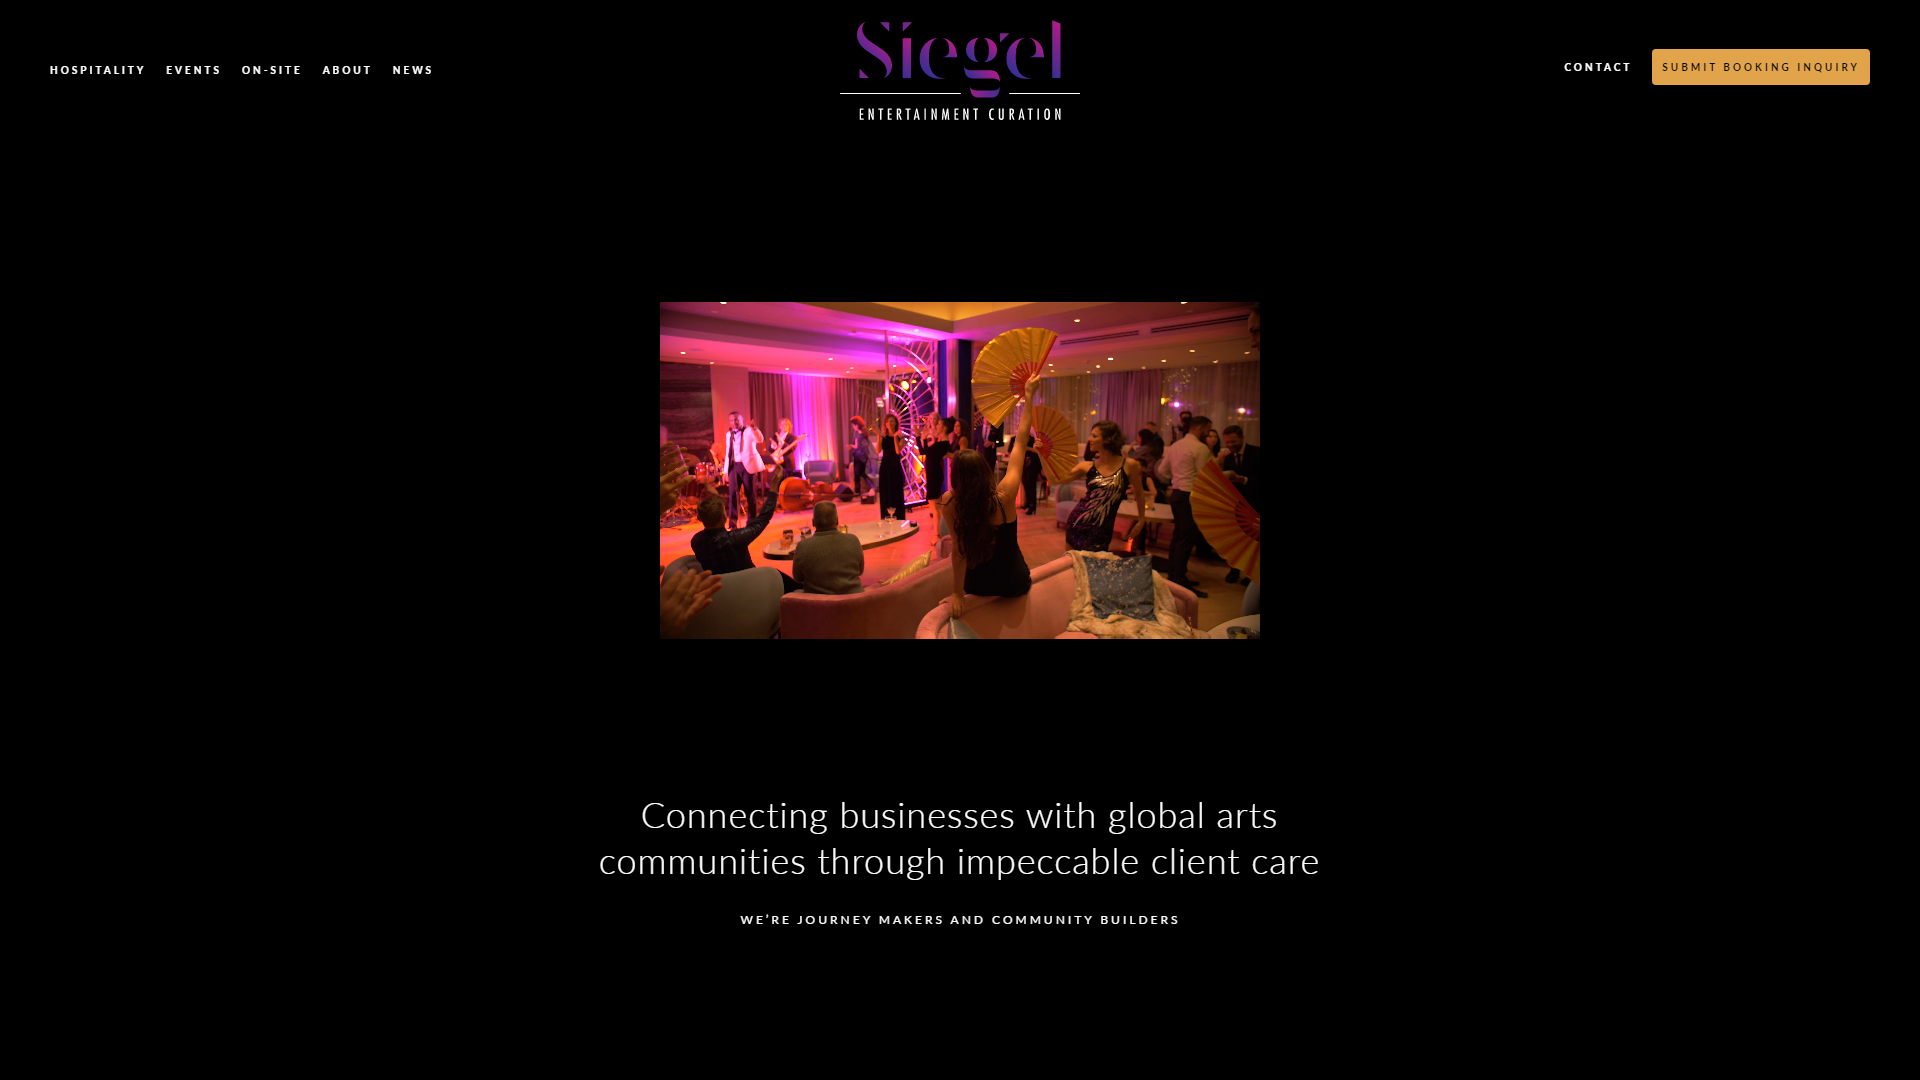 HOSPITALITY EVENTS ON-SITE ABOUT NEWS
Siegel
ENTERTAINMENT CURATION
CONTACT SUBMIT BOOKING INQUIRY
Connecting businesses with global arts
communities through impeccable client care
WE’RE JOURNEY MAKERS AND COMMUNITY BUILDERS